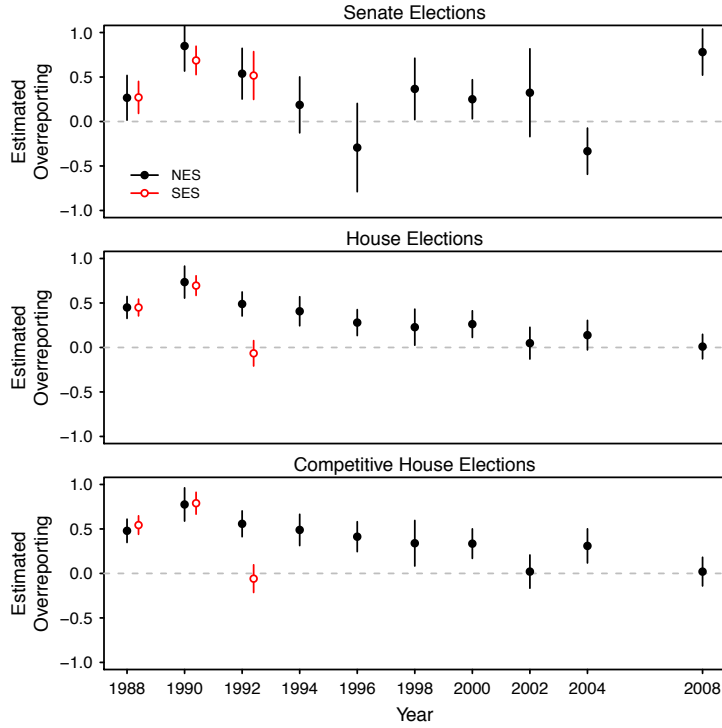 Senate Elections
Estimated
Overreporting
1.0
0.5
0.0
−0.5
−1.0
NES
SES
House Elections
Estimated
Overreporting
1.0
0.5
0.0
−0.5
−1.0
Competitive House Elections
Estimated
Overreporting
1.0
0.5
0.0
−0.5
−1.0
1988 1990 1992 1994 1996 1998 2000 2002 2004 2008
Year